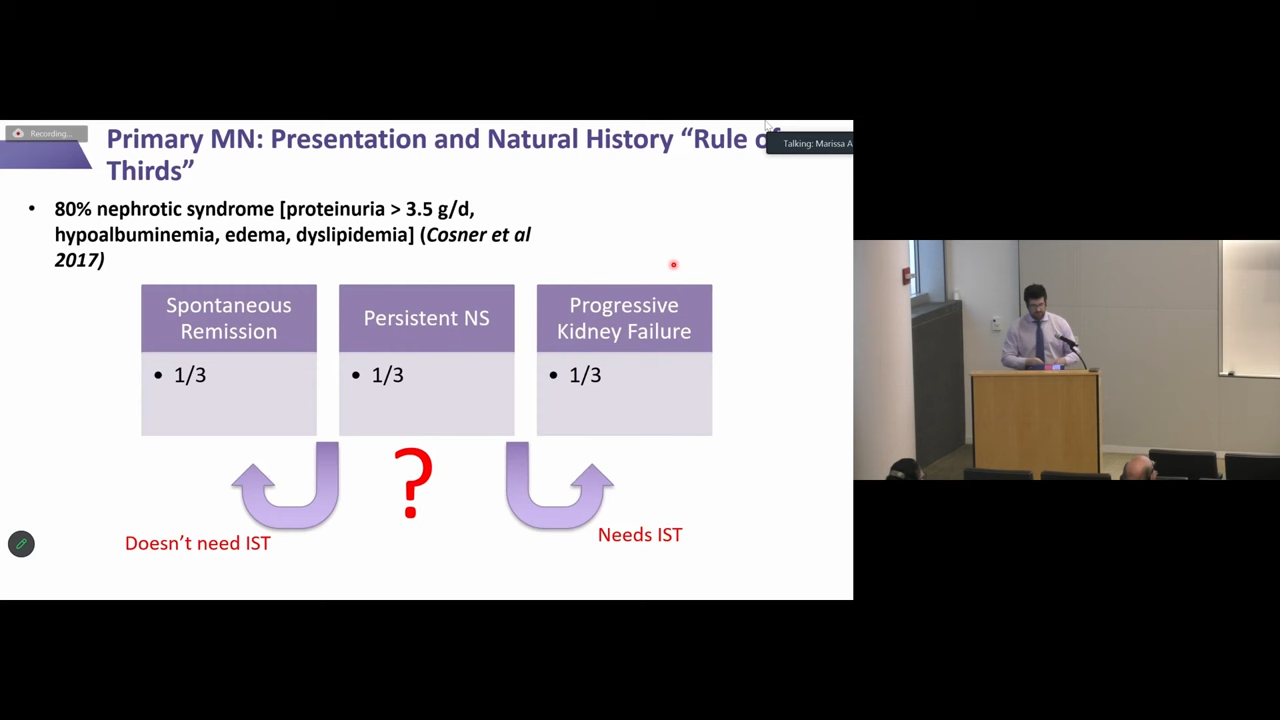 Recording...
Primary MN: Presentation and Natural History “Rule of
Thirds”
Talking: Marissa A
• 80% nephrotic syndrome [proteinuria > 3.5 g/d,
hypoalbuminemia, edema, dyslipidemia] (Cosner et al
2017)
Spontaneous
Remission
• 1/3
Persistent NS
• 1/3
Progressive
Kidney Failure
• 1/3
?
Doesn’t need IST
Needs IST